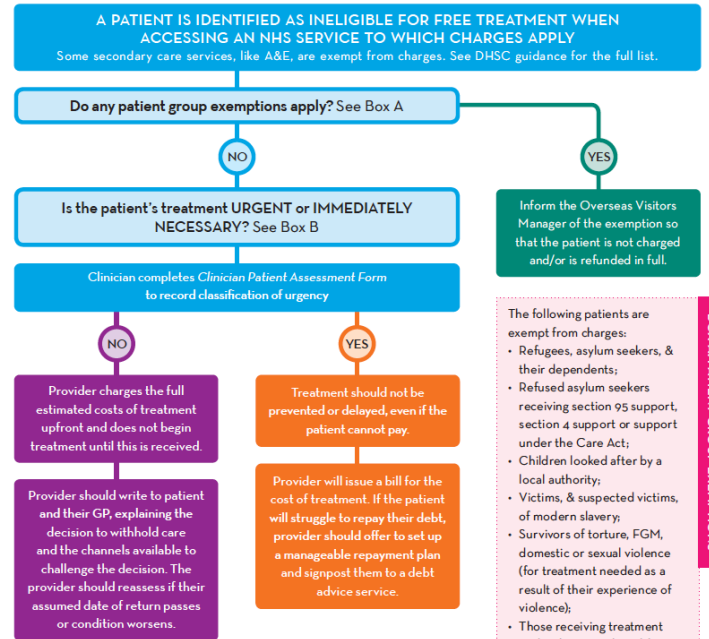 A PATIENT IS IDENTIFIED AS INELIGIBLE FOR FREE TREATMENT WHEN
ACCESSING AN NHS SERVICE TO WHICH CHARGES APPLY
Some secondary care services, like A&E, are exempt from charges. See DHSC guidance for the full list.
Do any patient group exemptions apply? See Box A
NO
YES
Is the patient's treatment URGENT or IMMEDIATELY
NECESSARY? See Box B
Inform the Overseas Visitors
Manager of the exemption so
that the patient is not charged
and/or is refunded in full.
Clinician completes Clinician Patient Assessment Form
to record classification of urgency
NO
YES
Provider charges the full
estimated costs of treatment
upfront and does not begin
treatment until this is received.
Treatment should not be
prevented or delayed, even if the
patient cannot pay.
Provider should write to patient
and their GP, explaining the
decision to withhold care
and the channels available to
challenge the decision. The
provider should reassess if their
assumed date of return passes
or condition worsens.
Provider will issue a bill for the
cost of treatment. If the patient
will struggle to repay their debt,
provider should offer to set up
a manageable repayment plan
and signpost them to a debt
advice service.
The following patients are
exempt from charges:
• Refugees, asylum seekers, &
their dependents;
• Refused asylum seekers
receiving section 95 support,
section 4 support or support
under the Care Act;
• Children looked after by a
local authority;
• Victims, & suspected victims,
of modern slavery;
• Survivors of torture, FGM,
domestic or sexual violence
(for treatment needed as a
result of their experience of
violence);
• Those receiving treatment